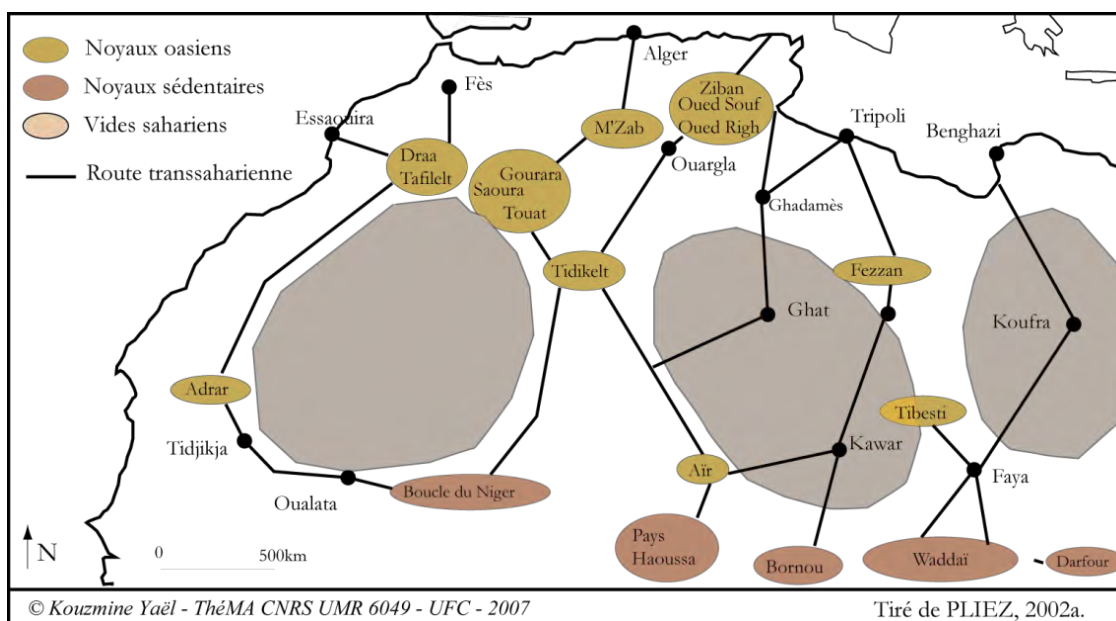 Noyaux oasiens
Noyaux sédentaires
Vides sahariens
Route transsaharienne
Alger
Fès
Essaouira
Ziban
Oued Souf
Oued Righ
M'Zab
Tripoli
Benghazi
Draa
Tafilelt
Gourara
Saoura
Touat
Ouargla
Ghadamès
Tidikelt
Fezzan
Ghat
Koufra
Adrar
Tibesti
Tidjikja
Kawar
Oualata
Boucle du Niger
Aïr
Faya
Pays
Haoussa
Bornou
Waddaï
Darfour
N
0 500km
© Kouzmine Yaël - ThéMA CNRS UMR 6049 - UFC - 2007
Tiré de PLIEZ, 2002a.